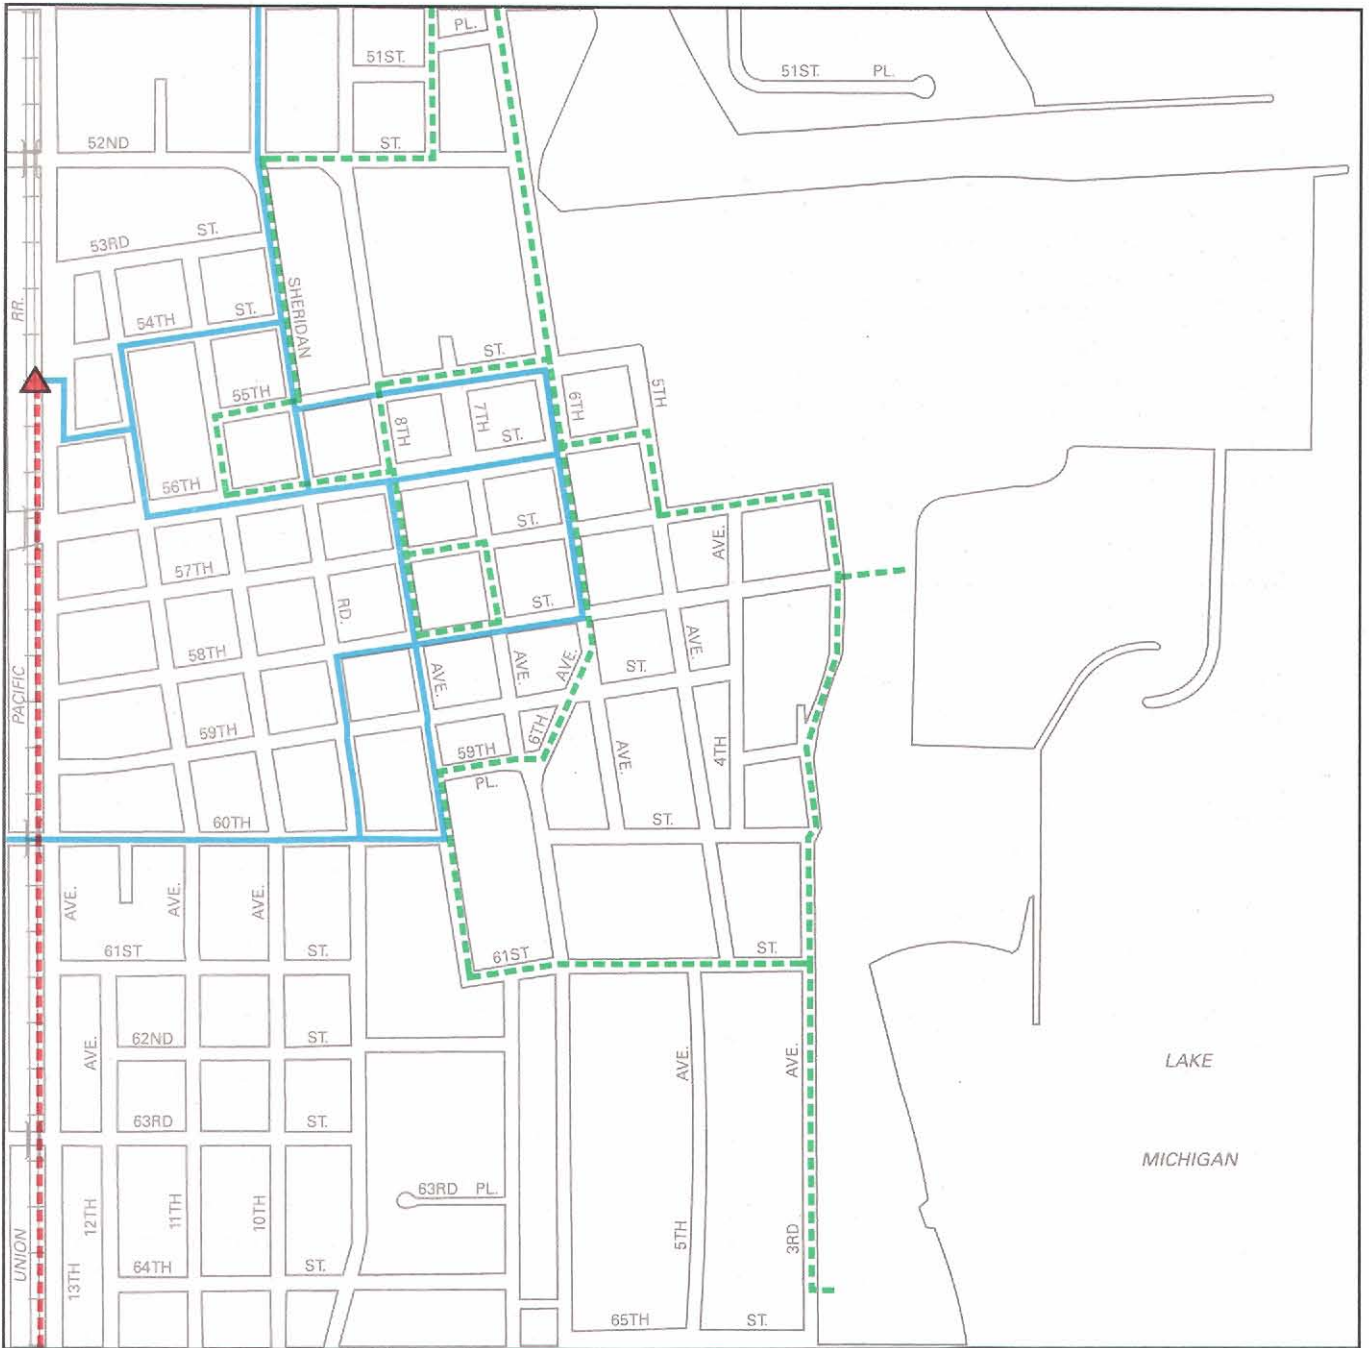 PL.
51ST.
51ST. PL.
52ND ST.
53RD ST.
RR.
SHERIDAN
54TH ST.
ST.
55TH
5TH
6TH
7TH
8TH
ST.
56TH
ST.
AVE.
57TH
ST.
RD.
58TH
AVE.
AVE.
AVE.
AVE.
ST.
PACIFIC
59TH
6TH
59TH
PL.
AVE.
4TH
60TH
ST.
AVE.
AVE.
AVE.
61ST
ST.
61ST
ST.
62ND
ST.
AVE.
AVE.
AVE.
LAKE
63RD
ST.
MICHIGAN
63RD PL.
12TH
11TH
10TH
5TH
3RD
UNION
13TH
64TH
ST.
65TH
ST.